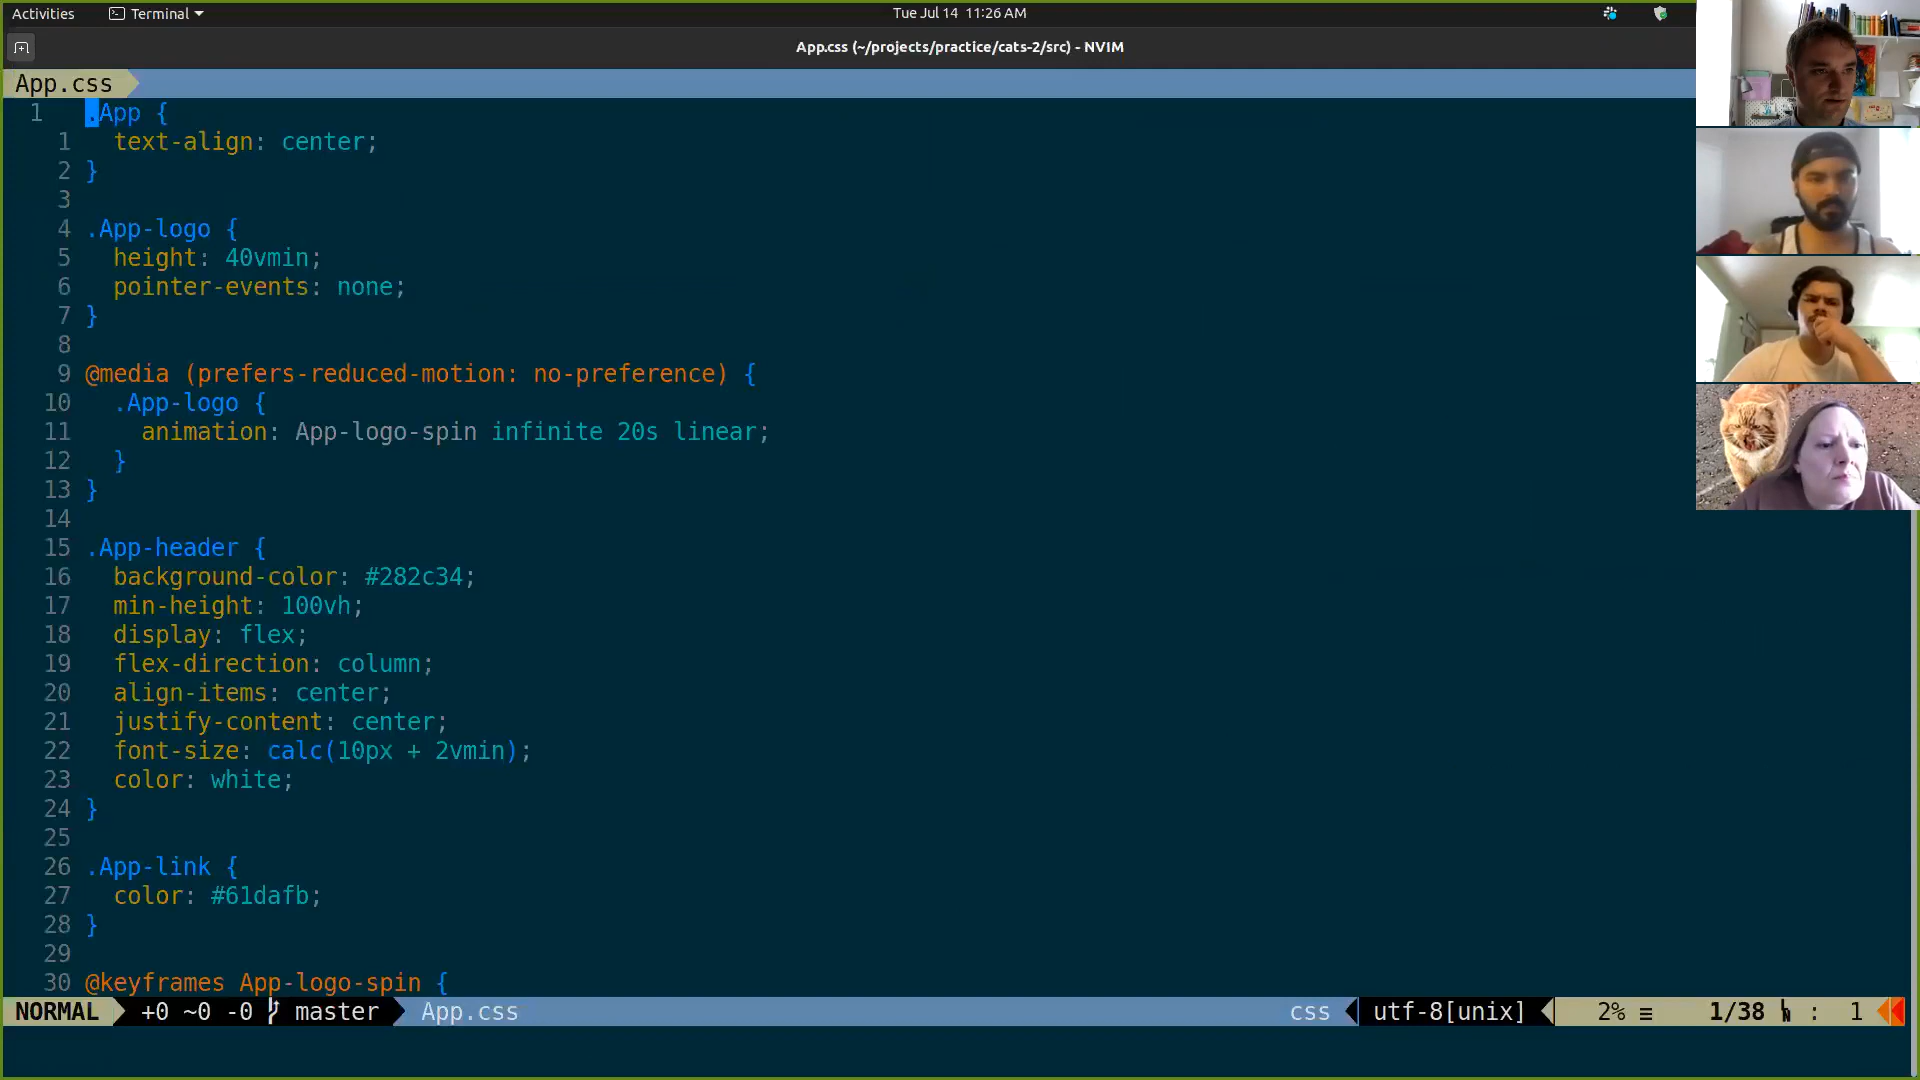 Activities Terminal Tue Jul 14 11:26 AM
App.css (~/projects/practice/cats-2/src) - NVIM
App.css
1 .App {
1 text-align: center;
2 }
3
4 .App-logo {
5 height: 40vmin;
6 pointer-events: none;
7 }
8
9 @media (prefers-reduced-motion: no-preference) {
10 .App-logo {
11 animation: App-logo-spin infinite 20s linear;
12 }
13 }
14
15 .App-header {
16 background-color: #282c34;
17 min-height: 100vh;
18 display: flex;
19 flex-direction: column;
20 align-items: center;
21 justify-content: center;
22 font-size: calc(10px + 2vmin);
23 color: white;
24 }
25
26 .App-link {
27 color: #61dafb;
28 }
29
30 @keyframes App-logo-spin {
NORMAL +0 ~0 -0 master App.css css utf-8[unix] 2% ≡ 1/38 : 1